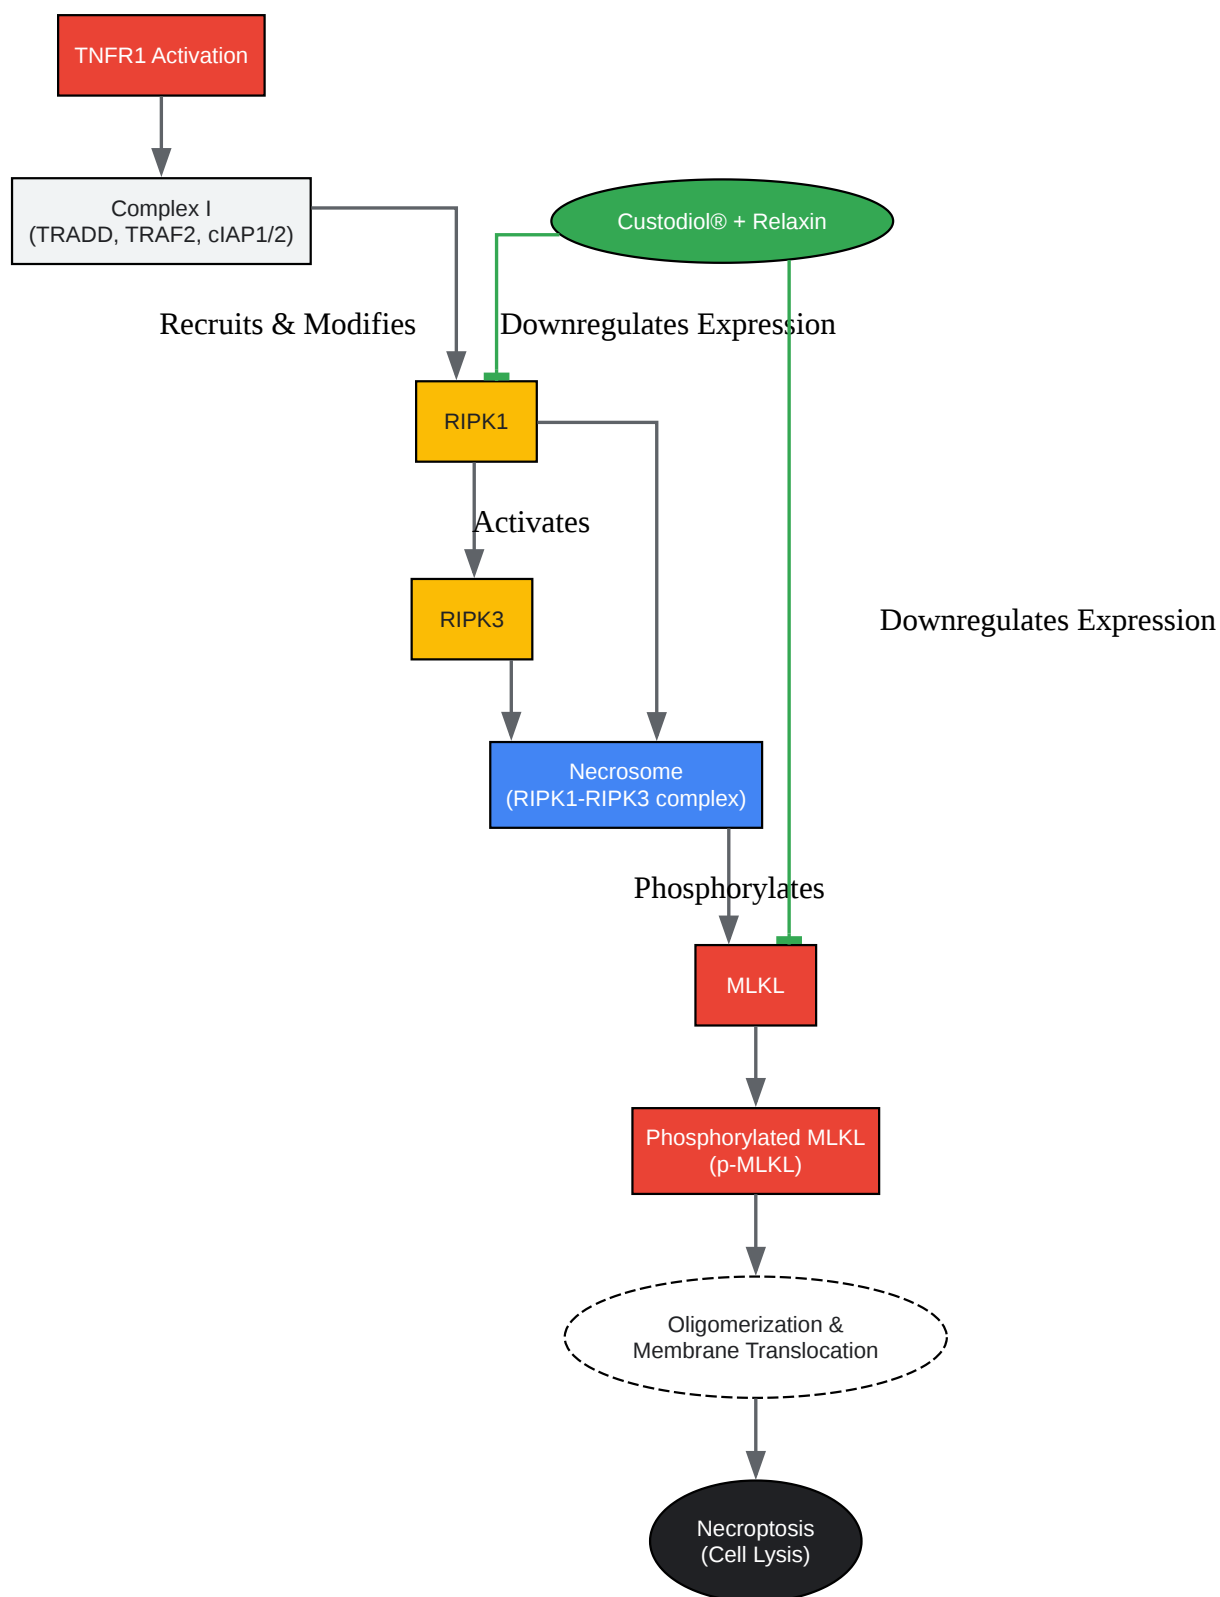 TNFR1 Activation
Complex I
(TRADD, TRAF2, cIAP1/2)
Custodiol® + Relaxin
Recruits & Modifies
Downregulates Expression
RIPK1
Activates
RIPK3
Downregulates Expression
Necrosome
(RIPK1-RIPK3 complex)
Phosphorylates
MLKL
Phosphorylated MLKL
(p-MLKL)
Oligomerization &
Membrane Translocation
Necroptosis
(Cell Lysis)